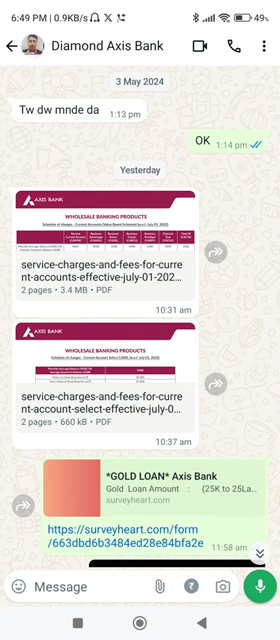 6:49 PM | 0.9KB/s
49%
Diamond Axis Bank
3 May 2024
Tw dw mnde da
1:13 pm
OK
1:14 pm
Yesterday
AXIS BANK
WHOLESALE BANKING PRODUCTS
service-charges-and-fees-for-curre
nt-accounts-effective-july-01-202...
2 pages • 3.4 MB • PDF
10:31 am
AXIS BANK
WHOLESALE BANKING PRODUCTS
service-charges-and-fees-for-curre
nt-account-select-effective-july-0...
2 pages • 660 kB • PDF
10:37 am
*GOLD LOAN* Axis Bank
Gold Loan Amount : (25K to 25La...
surveyheart.com
https://surveyheart.com/form
/663dbd6b3484ed28e84bfa2e
11:58 am
Message